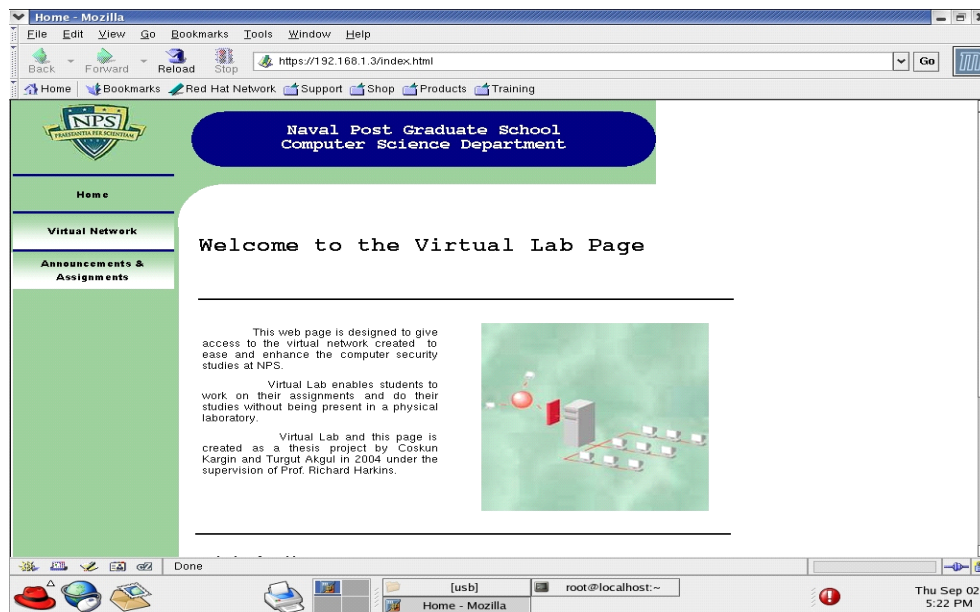 Home - Mozilla
File Edit View Go Bookmarks Tools Window Help
Back Forward Reload Stop https://192.168.1.3/index.html Go
Home Bookmarks Red Hat Network Support Shop Products Training
NPS
PRAESTANTIA PER SCIENTIAM
Naval Post Graduate School
Computer Science Department
Home
Virtual Network
Announcements &
Assignments
Welcome to the Virtual Lab Page
This web page is designed to give
access to the virtual network created to
ease and enhance the computer security
studies at NPS.
Virtual Lab enables students to
work on their assignments and do their
studies without being present in a physical
laboratory.
Virtual Lab and this page is
created as a thesis project by Coskun
Kargin and Turgut Akgul in 2004 under the
supervision of Prof. Richard Harkins.
Done
[usb] root@localhost:~
Home - Mozilla
Thu Sep 02
5:22 PM